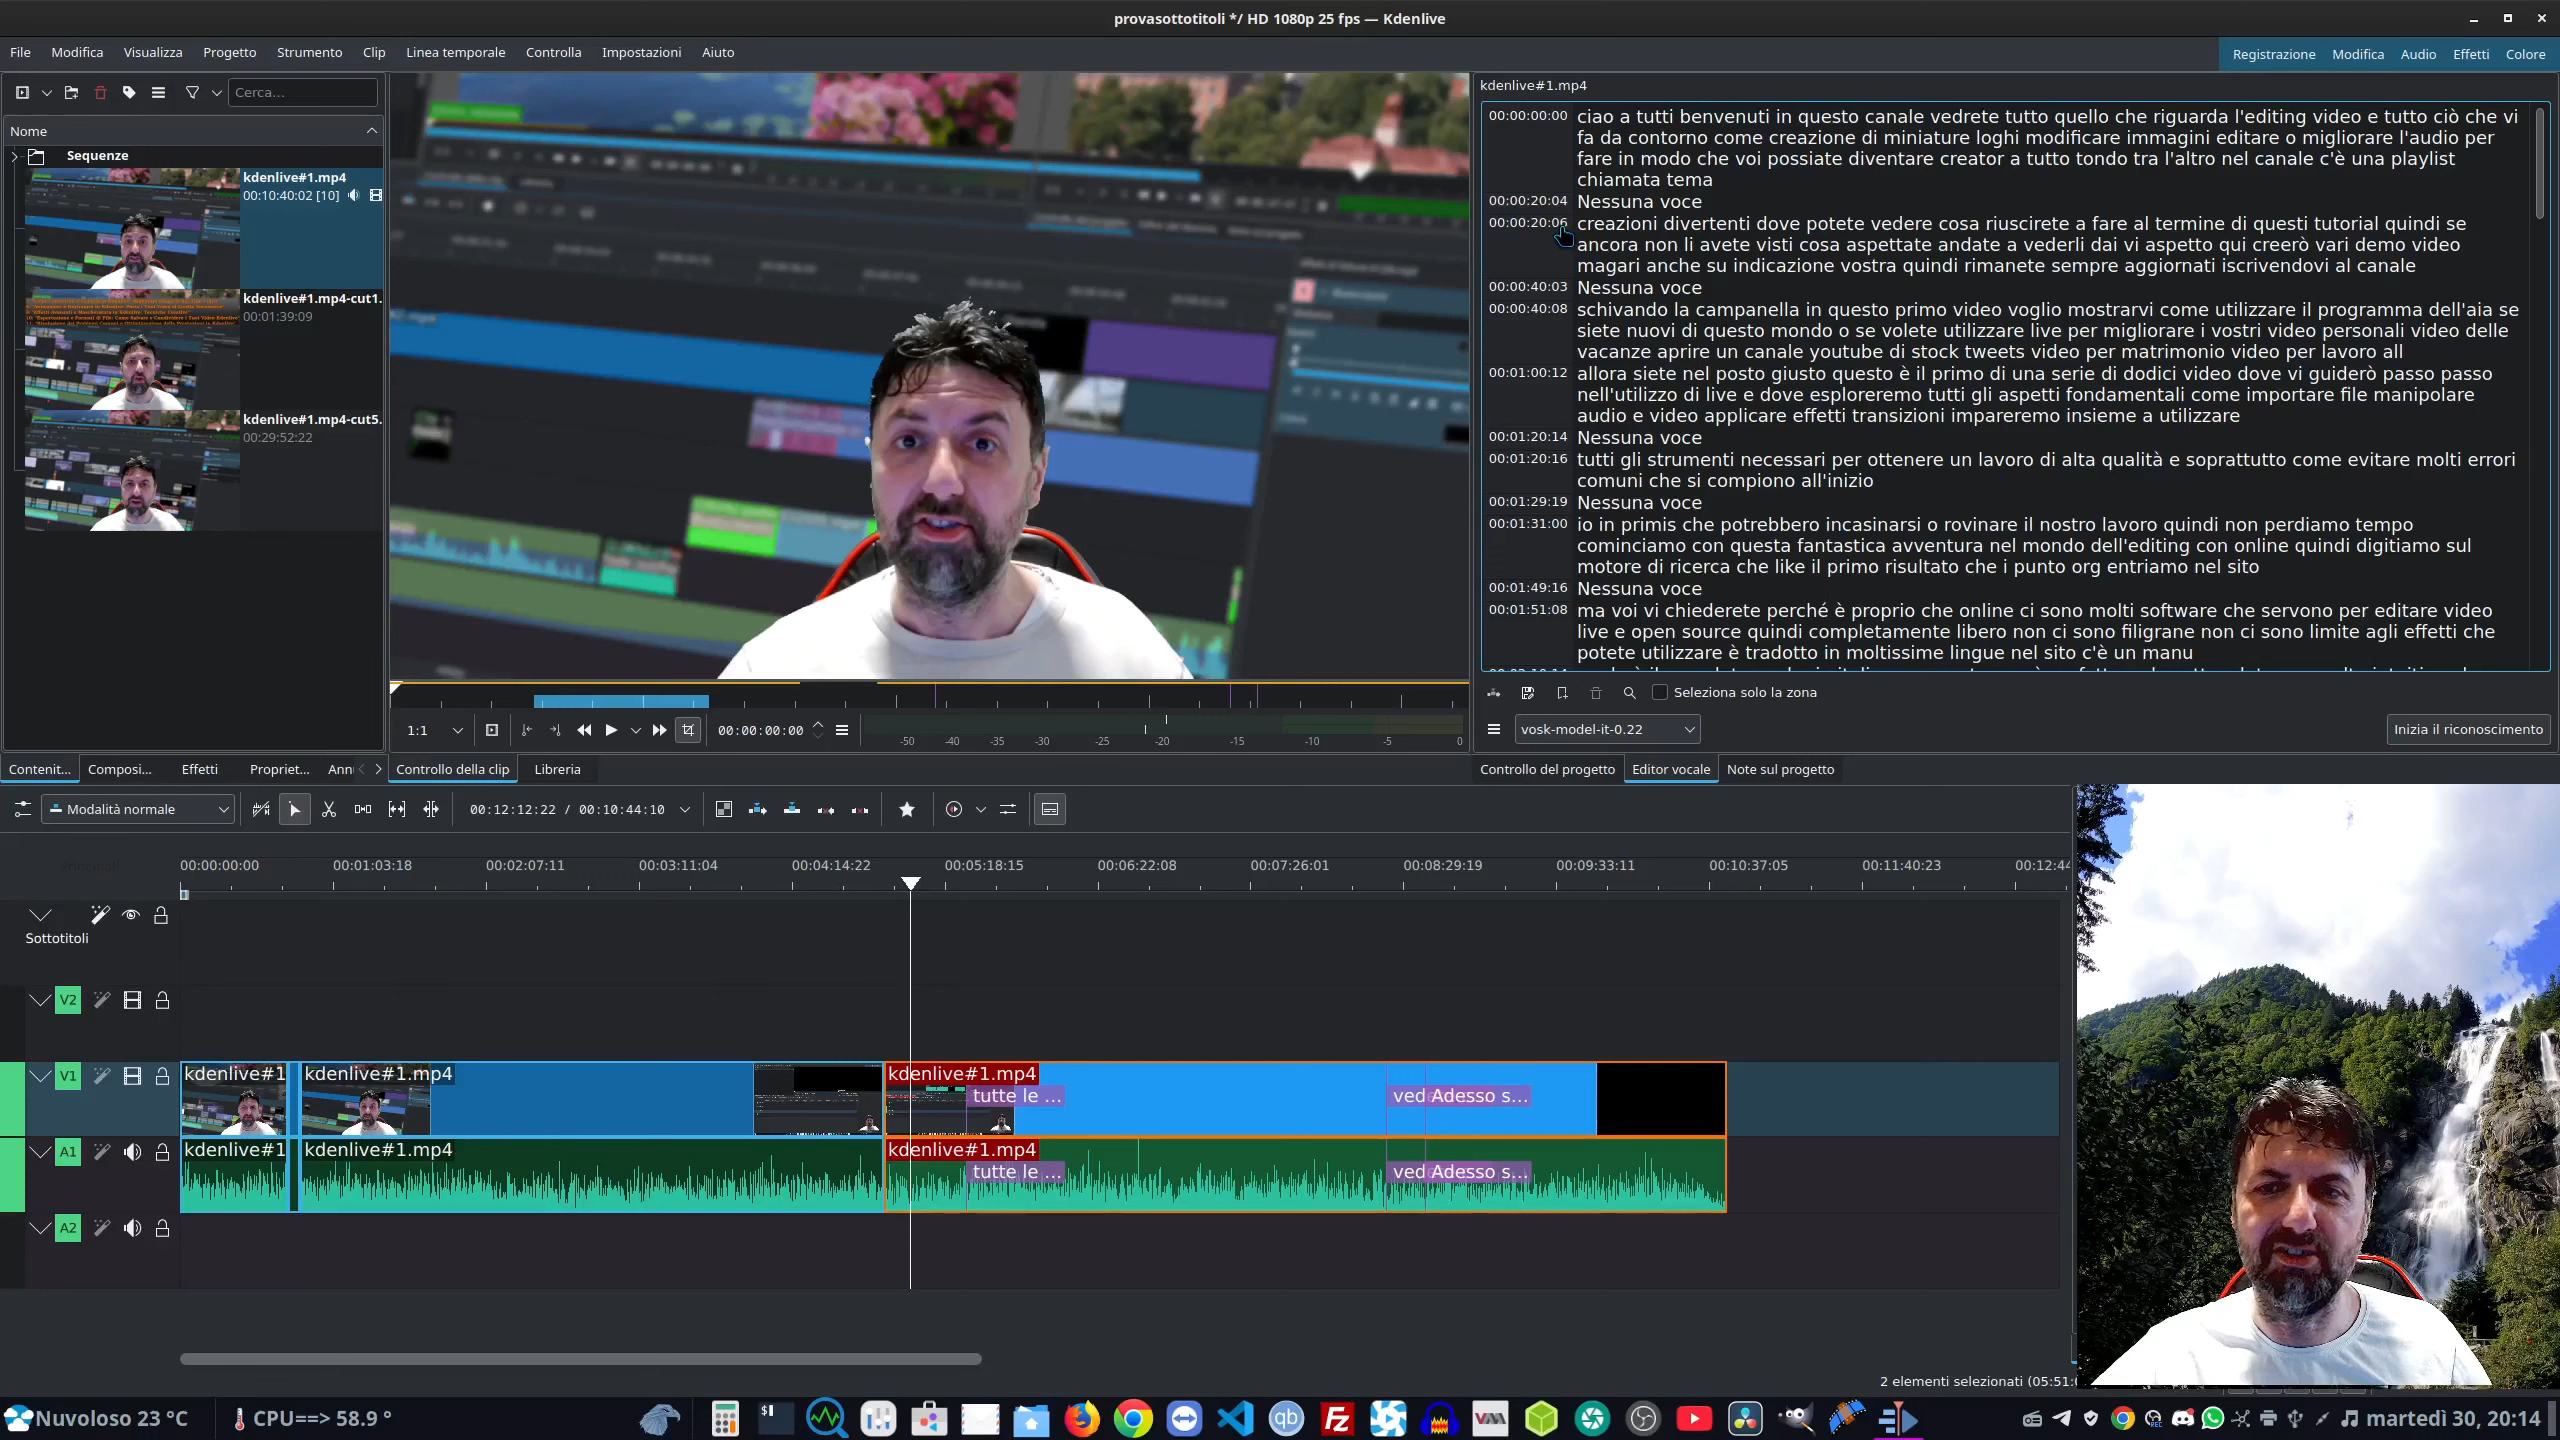 provasottotitoli */ HD 1080p 25 fps — Kdenlive
File Modifica Visualizza Progetto Strumento Clip Linea temporale Controlla Impostazioni Aiuto
Registrazione Modifica Audio Effetti Colore
Cerca...
Nome
Sequenze
kdenlive#1.mp4
00:10:40:02 [10]
kdenlive#1.mp4-cut1.
00:01:39:09
kdenlive#1.mp4-cut5.
00:29:52:22
kdenlive#1.mp4
00:00:00:00 ciao a tutti benvenuti in questo canale vedrete tutto quello che riguarda l'editing video e tutto ciò che vi
fa da contorno come creazione di miniature loghi modificare immagini editare o migliorare l'audio per
fare in modo che voi possiate diventare creator a tutto tondo tra l'altro nel canale c'è una playlist
chiamata tema
00:00:20:04 Nessuna voce
00:00:20:06 creazioni divertenti dove potete vedere cosa riuscirete a fare al termine di questi tutorial quindi se
ancora non li avete visti cosa aspettate andate a vederli dai vi aspetto qui creerò vari demo video
magari anche su indicazione vostra quindi rimanete sempre aggiornati iscrivendovi al canale
00:00:40:03 Nessuna voce
00:00:40:08 schivando la campanella in questo primo video voglio mostrarvi come utilizzare il programma dell'aia se
siete nuovi di questo mondo o se volete utilizzare live per migliorare i vostri video personali video delle
vacanze aprire un canale youtube di stock tweets video per matrimonio video per lavoro all
00:01:00:12 allora siete nel posto giusto questo è il primo di una serie di dodici video dove vi guiderò passo passo
nell'utilizzo di live e dove esploreremo tutti gli aspetti fondamentali come importare file manipolare
audio e video applicare effetti transizioni impareremo insieme a utilizzare
00:01:20:14 Nessuna voce
00:01:20:16 tutti gli strumenti necessari per ottenere un lavoro di alta qualità e soprattutto come evitare molti errori
comuni che si compiono all'inizio
00:01:29:19 Nessuna voce
00:01:31:00 io in primis che potrebbero incasinarsi o rovinare il nostro lavoro quindi non perdiamo tempo
cominciamo con questa fantastica avventura nel mondo dell'editing con online quindi digitiamo sul
motore di ricerca che like il primo risultato che i punto org entriamo nel sito
00:01:49:16 Nessuna voce
00:01:51:08 ma voi vi chiederete perché è proprio che online ci sono molti software che servono per editare video
live e open source quindi completamente libero non ci sono filigrane non ci sono limite agli effetti che
potete utilizzare è tradotto in moltissime lingue nel sito c'è un manu
Seleziona solo la zona
vosk-model-it-0.22
Inizia il riconoscimento
1:1
00:00:00:00
-50 -40 -35 -30 -25 -20 -15 -10 -5 0
Contenit... Composi... Effetti Propriet... Ann
Controllo della clip Libreria
Controllo del progetto Editor vocale Note sul progetto
Modalità normale
00:12:12:22 / 00:10:44:10
00:00:00:00 00:01:03:18 00:02:07:11 00:03:11:04 00:04:14:22 00:05:18:15 00:06:22:08 00:07:26:01 00:08:29:19 00:09:33:11 00:10:37:05 00:11:40:23 00:12:44
Sottotitoli
V2
V1
kdenlive#1 kdenlive#1.mp4 kdenlive#1.mp4
tutte le ... ved Adesso s...
A1
kdenlive#1 kdenlive#1.mp4 kdenlive#1.mp4
tutte le ... ved Adesso s...
A2
2 elementi selezionati (05:51:
Nuvoloso 23 °C
CPU==> 58.9 °
martedì 30, 20:14